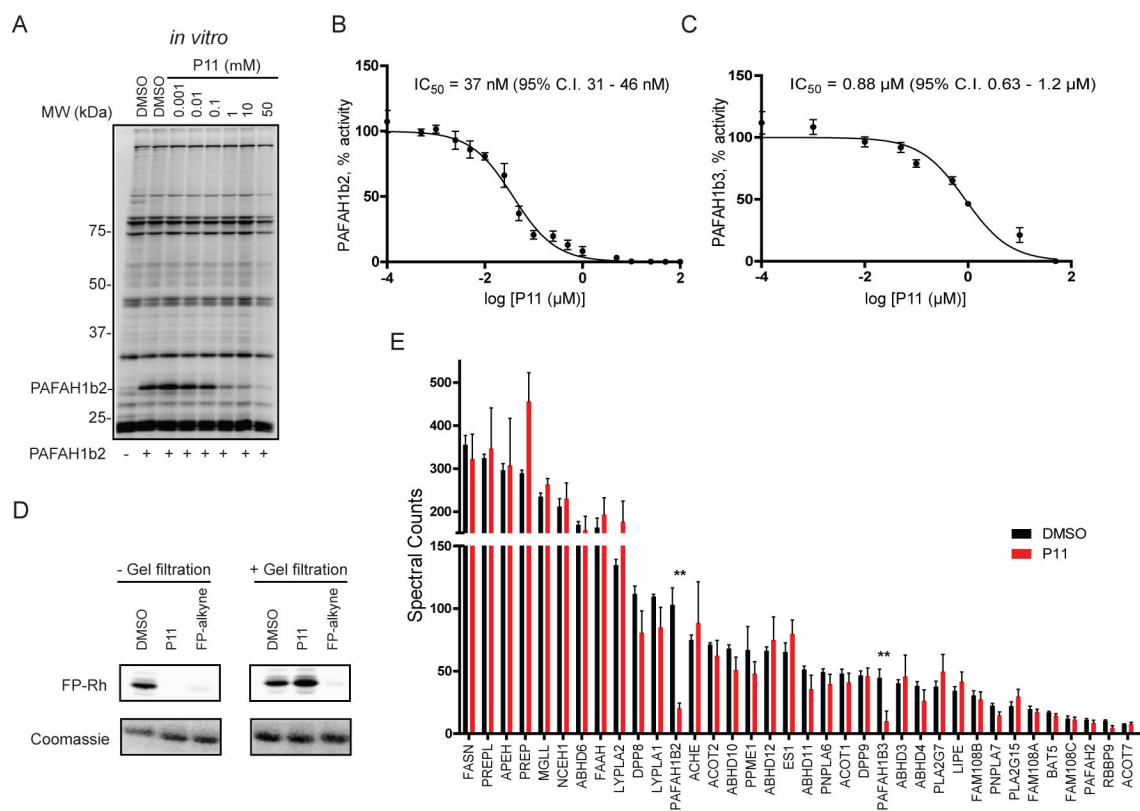 A
in vitro
P11 (mM)
MW (kDa)
DMSO
DMSO
0.001
0.01
0.1
1
10
50
75-
50-
37-
PAFAH1b2-
25-
PAFAH1b2 - + + + + + + +
B
IC50 = 37 nM (95% C.I. 31 - 46 nM)
PAFAH1b2, % activity
150
100
50
0
-4 -2 0 2
log [P11 (µM)]
C
IC50 = 0.88 µM (95% C.I. 0.63 - 1.2 µM)
PAFAH1b3, % activity
150
100
50
0
-4 -2 0 2
log [P11 (µM)]
D
- Gel filtration
DMSO
P11
FP-alkyne
+ Gel filtration
DMSO
P11
FP-alkyne
FP-Rh
Coomassie
E
Spectral Counts
500
400
300
200
150
100
50
0
**
**
DMSO
P11
FASN
PREPL
APEH
PREP
MGLL
NCEH1
ABHD6
FAAH
LYPLA2
DPP8
LYPLA1
PAFAH1B2
ACHE
ACOT2
ABHD10
PPME1
ABHD12
ES1
ABHD11
PNPLA6
ACOT1
DPP9
PAFAH1B3
ABHD3
ABHD4
PLA2G7
LIPE
FAM108B
PNPLA7
PLA2G15
FAM108A
BAT5
FAM108C
PAFAH2
RBBP9
ACOT7